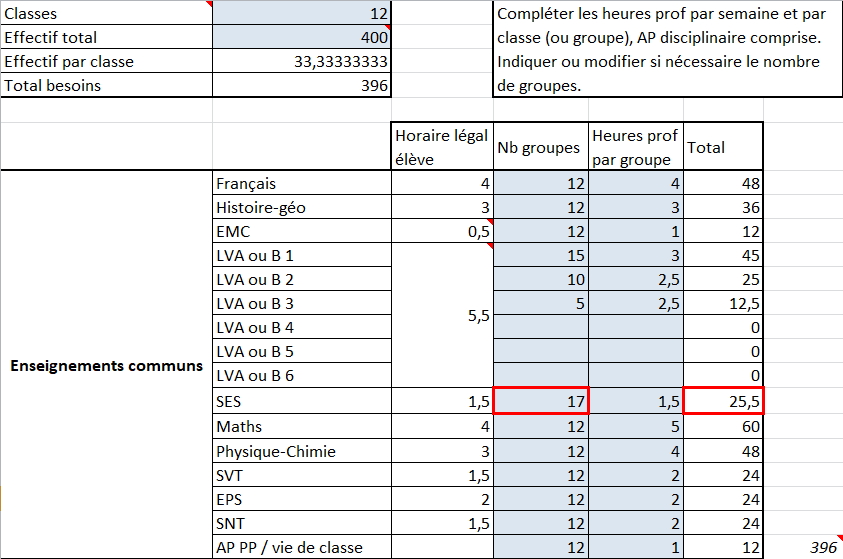 Classes 12
Effectif total 400
Effectif par classe 33,33333333
Total besoins 396
Compléter les heures prof par semaine et par
classe (ou groupe), AP disciplinaire comprise.
Indiquer ou modifier si nécessaire le nombre
de groupes.
Horaire légal
élève
Nb groupes
Heures prof
par groupe
Total
Enseignements communs
Français 4 12 4 48
Histoire-géo 3 12 3 36
EMC 0,5 12 1 12
LVA ou B 1 15 3 45
LVA ou B 2 10 2,5 25
LVA ou B 3 5 2,5 12,5
5,5
LVA ou B 4 0
LVA ou B 5 0
LVA ou B 6 0
SES 1,5 17 1,5 25,5
Maths 4 12 5 60
Physique-Chimie 3 12 4 48
SVT 1,5 12 2 24
EPS 2 12 2 24
SNT 1,5 12 2 24
AP PP / vie de classe 12 1 12 396